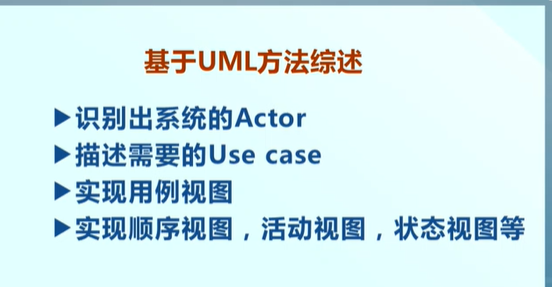 基于UML方法综述
▶识别出系统的Actor
▶描述需要的Use case
▶实现用例视图
▶实现顺序视图，活动视图，状态视图等